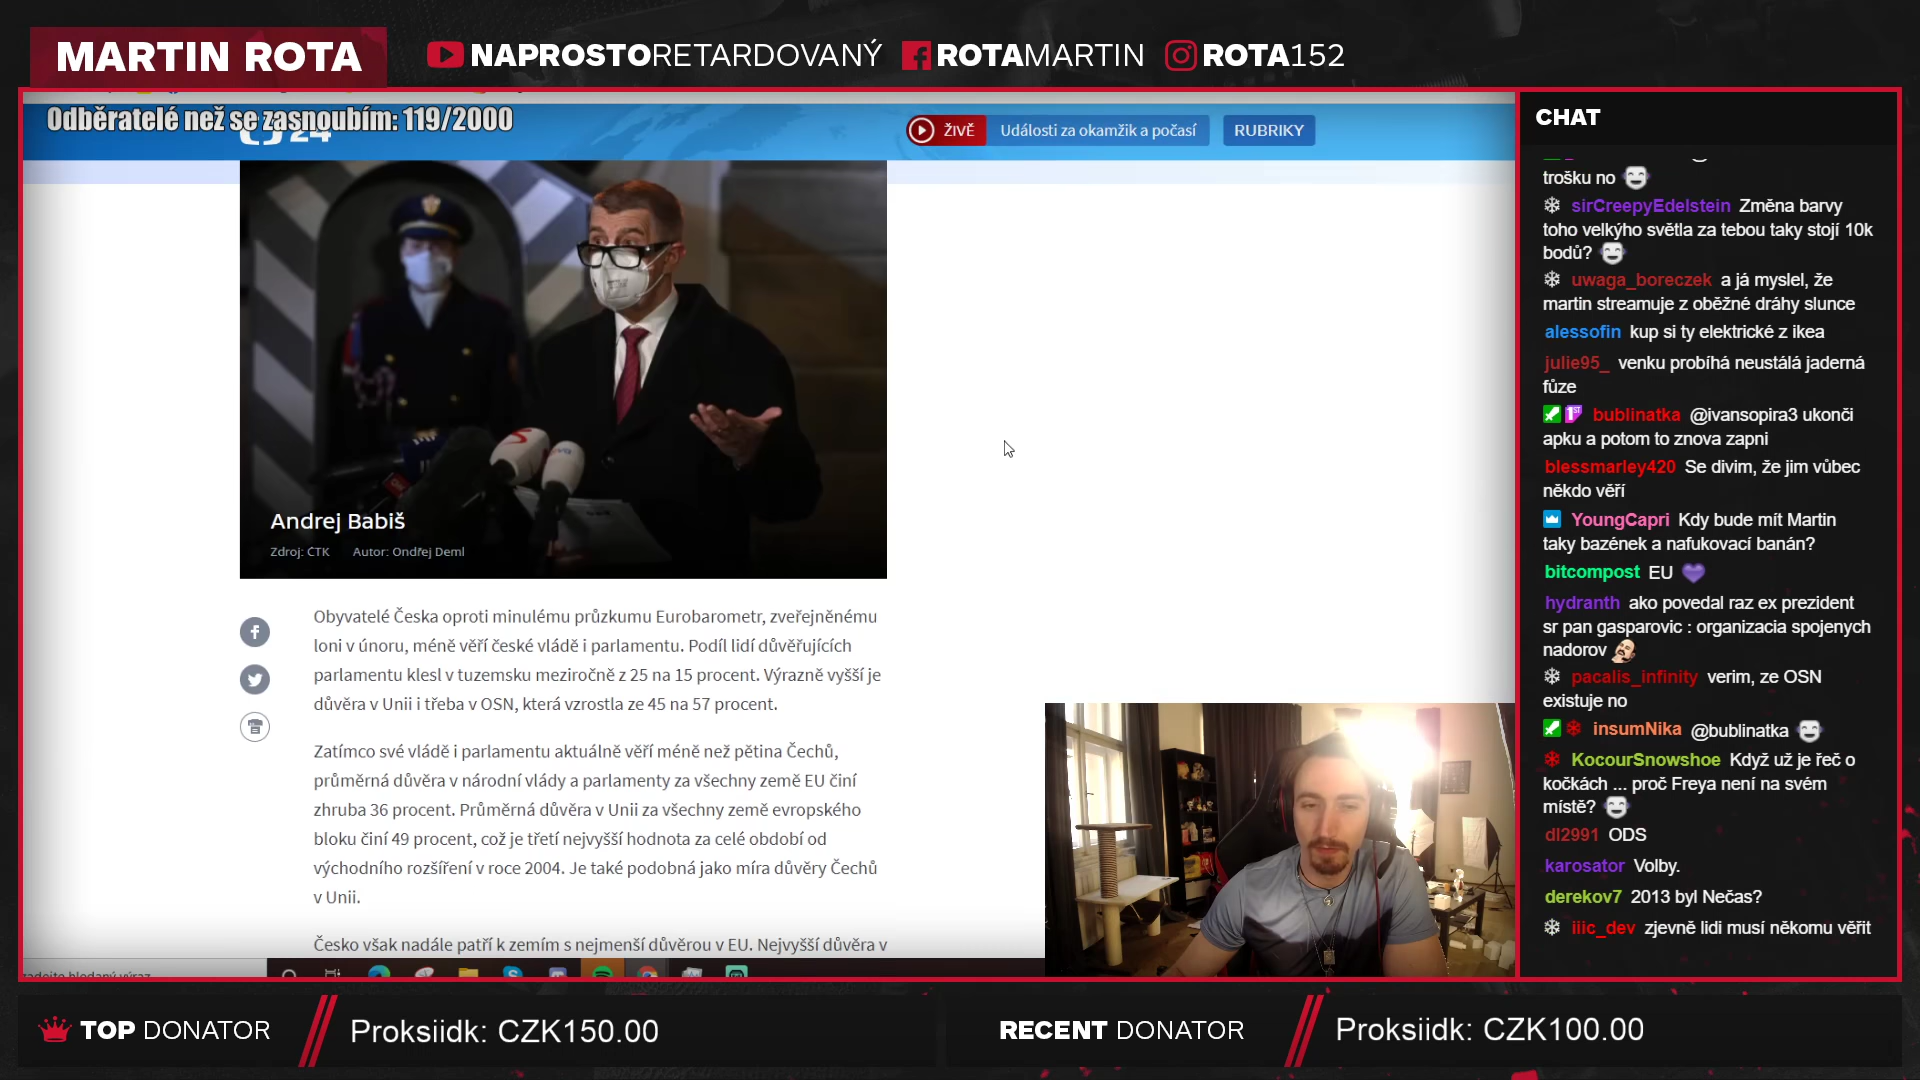 MARTIN ROTA
NAPROSTORETARDOVANÝ
ROTAMARTIN
ROTA152
Odběratelé než se zasnoubím: 119/2000
24
ŽIVĚ
Události za okamžik a počasí
RUBRIKY
Andrej Babiš
Zdroj: ČTK Autor: Ondřej Deml
Obyvatelé Česka oproti minulému průzkumu Eurobarometr, zveřejněnému
loni v únoru, méně věří české vládě i parlamentu. Podíl lidí důvěřujících
parlamentu klesl v tuzemsku meziročně z 25 na 15 procent. Výrazně vyšší je
důvěra v Unii i třeba v OSN, která vzrostla ze 45 na 57 procent.
Zatímco své vládě i parlamentu aktuálně věří méně než pětina Čechů,
průměrná důvěra v národní vlády a parlamenty za všechny země EU činí
zhruba 36 procent. Průměrná důvěra v Unii za všechny země evropského
bloku činí 49 procent, což je třetí nejvyšší hodnota za celé období od
východního rozšíření v roce 2004. Je také podobná jako míra důvěry Čechů
v Unii.
Česko však nadále patří k zemím s nejmenší důvěrou v EU. Nejvyšší důvěra v
CHAT
trošku no
sirCreepyEdelstein Změna barvy
toho velkýho světla za tebou taky stojí 10k
bodů?
uwaga_boreczek a já myslel, že
martin streamuje z oběžné dráhy slunce
alessofin kup si ty elektrické z ikea
julie95_ venku probíhá neustálá jaderná
fůze
bublinatka @ivansopira3 ukonči
apku a potom to znova zapni
blessmarley420 Se divim, že jim vůbec
někdo věří
YoungCapri Kdy bude mít Martin
taky bazének a nafukovací banán?
bitcompost EU
hydranth ako povedal raz ex prezident
sr pan gasparovic : organizacia spojenych
nadorov
pacalis_infinity verim, ze OSN
existuje no
insumNika @bublinatka
KocourSnowshoe Když už je řeč o
kočkách ... proč Freya není na svém
místě?
dl2991 ODS
karosator Volby.
derekov7 2013 byl Nečas?
iiic_dev zjevně lidi musí někomu věřit
TOP DONATOR
Proksiidk: CZK150.00
RECENT DONATOR
Proksiidk: CZK100.00